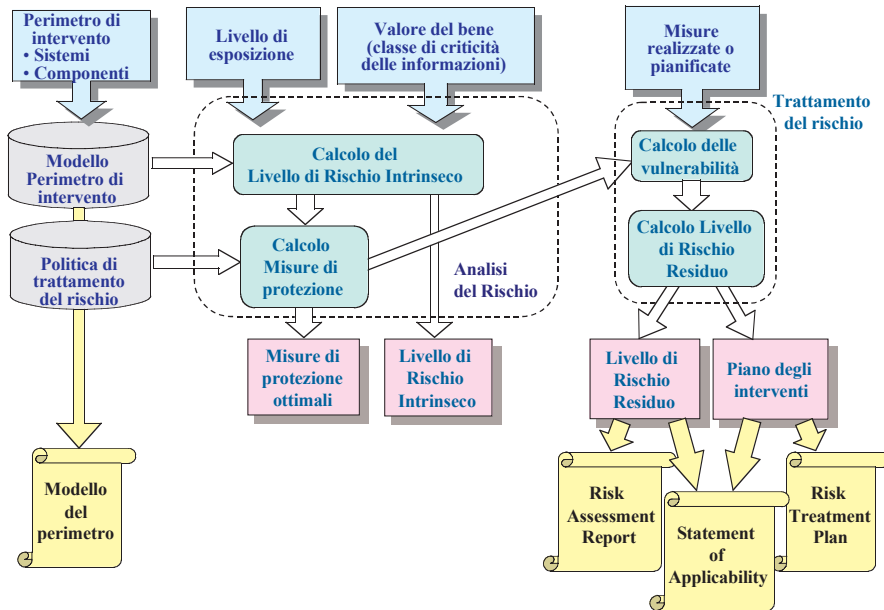 Perimetro di
intervento
• Sistemi
• Componenti
Livello di
esposizione
Valore del bene
(classe di criticità
delle informazioni)
Misure
realizzate o
pianificate
Trattamento
del rischio
Modello
Perimetro di
intervento
Calcolo del
Livello di Rischio Intrinseco
Calcolo delle
vulnerabilità
Politica di
trattamento
del rischio
Calcolo
Misure di
protezione
Calcolo Livello
di Rischio
Residuo
Analisi
del Rischio
Misure di
protezione
ottimali
Livello di
Rischio
Intrinseco
Livello di
Rischio
Residuo
Piano degli
interventi
Modello
del
perimetro
Risk
Assessment
Report
Statement
of
Applicability
Risk
Treatment
Plan